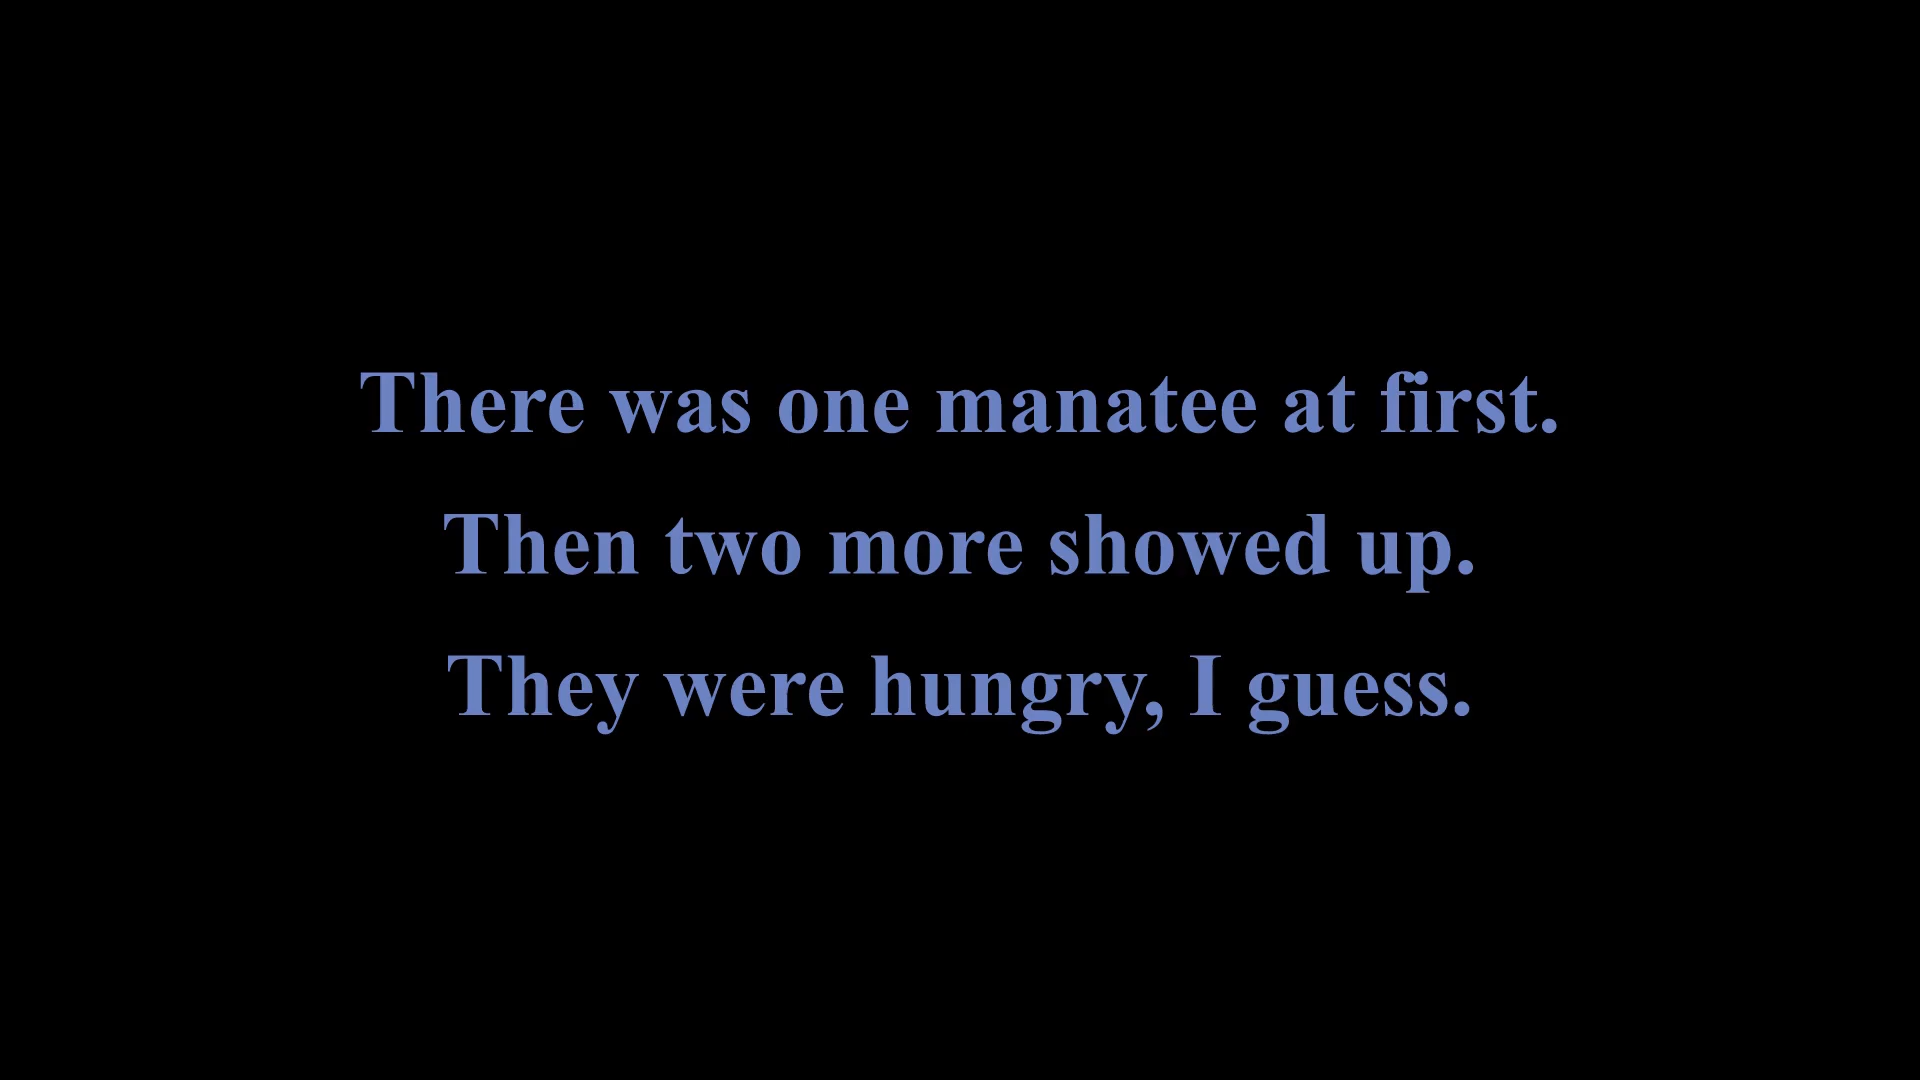 There was one manatee at first.
Then two more showed up.
They were hungry, I guess.